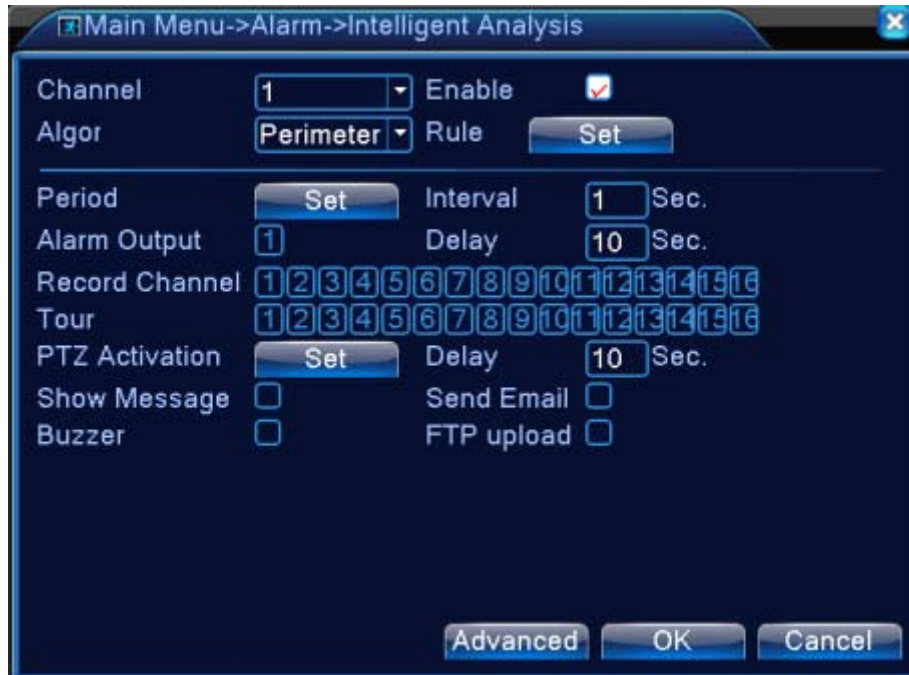 Main Menu->Alarm->Intelligent Analysis
Channel 1 Enable
Algor Perimeter Rule Set
Period Set Interval 1 Sec.
Alarm Output 1 Delay 10 Sec.
Record Channel 1 2 3 4 5 6 7 8 9 10 11 12 13 14 15 16
Tour 1 2 3 4 5 6 7 8 9 10 11 12 13 14 15 16
PTZ Activation Set Delay 10 Sec.
Show Message Send Email
Buzzer FTP upload
Advanced OK Cancel